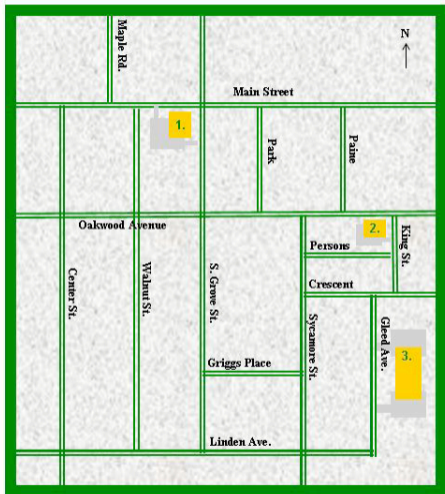 Maple Rd.
N
Main Street
1.
Park
Paine
Oakwood Avenue
2.
King St.
Persons
Center St.
Walnut St.
S. Grove St.
Crescent
Sycamore St.
Gleed Ave.
3.
Griggs Place
Linden Ave.